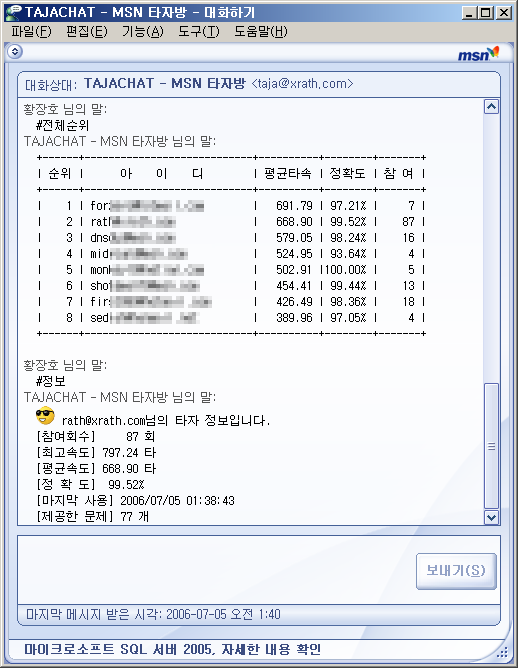 TAJACHAT - MSN 타자방 - 대화하기
파일(F) 편집(E) 기능(A) 도구(T) 도움말(H)
msn
대화상대: TAJACHAT - MSN 타자방 <taja@xrath.com>
황장호 님의 말:
#전체순위
TAJACHAT - MSN 타자방 님의 말:
순위 | 아 이 디 | 평균타속 | 정확도 | 참 여
1 | for | 691.79 | 97.21% | 7
2 | rat | 668.90 | 99.52% | 87
3 | dns | 579.05 | 98.24% | 16
4 | mid | 524.95 | 93.64% | 4
5 | monk | 502.91 |100.00% | 5
6 | sho | 454.41 | 99.44% | 13
7 | firs | 426.49 | 98.36% | 18
8 | sed | 389.96 | 97.05% | 4
황장호 님의 말:
#정보
TAJACHAT - MSN 타자방 님의 말:
rath@xrath.com님의 타자 정보입니다.
[참여회수] 87 회
[최고속도] 797.24 타
[평균속도] 668.90 타
[정 확 도] 99.52%
[마지막 사용] 2006/07/05 01:38:43
[제공한 문제] 77 개
보내기(S)
마지막 메시지 받은 시각: 2006-07-05 오전 1:40
마이크로소프트 SQL 서버 2005, 자세한 내용 확인